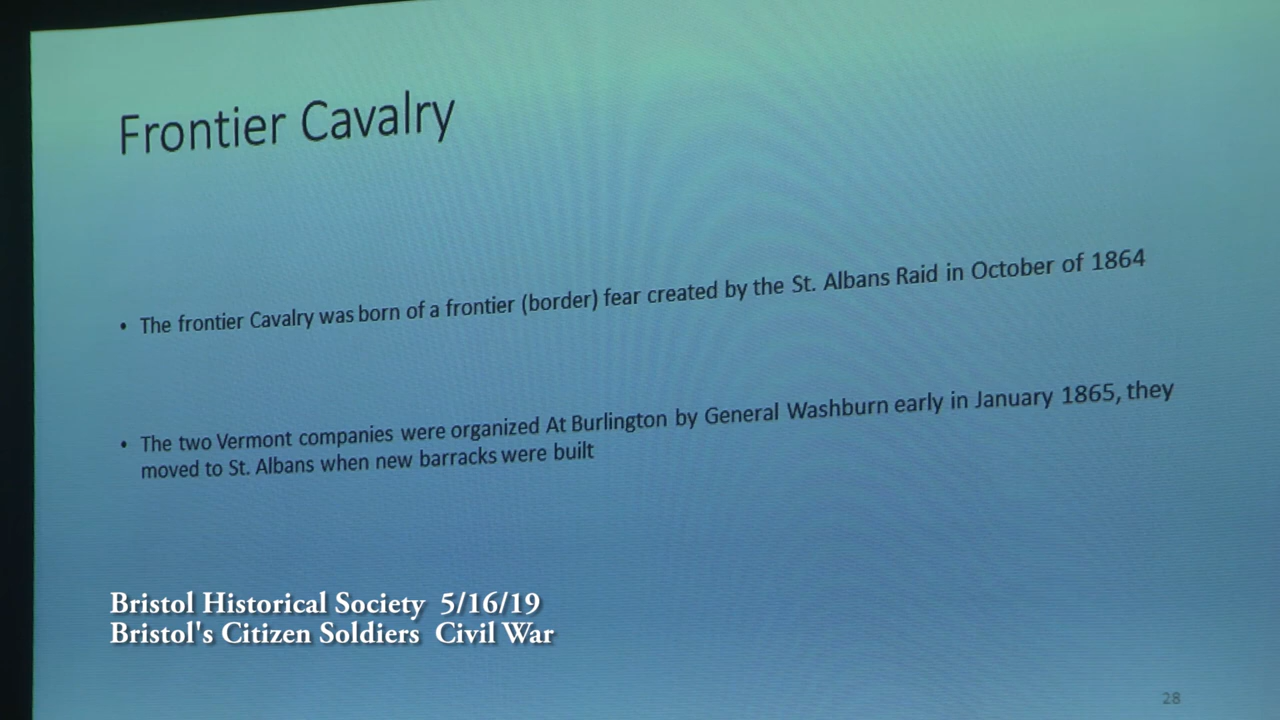 Frontier Cavalry
• The frontier Cavalry was born of a frontier (border) fear created by the St. Albans Raid in October of 1864
• The two Vermont companies were organized At Burlington by General Washburn early in January 1865, they
moved to St. Albans when new barracks were built
Bristol Historical Society 5/16/19
Bristol's Citizen Soldiers Civil War
28